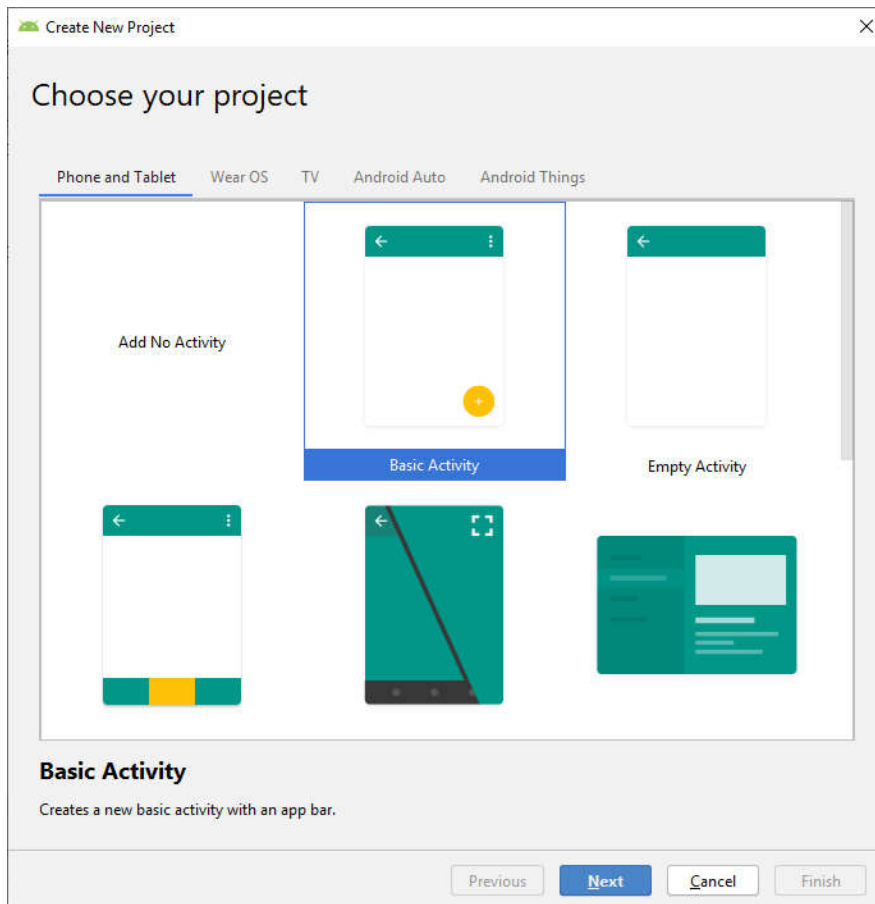 Create New Project
Choose your project
Phone and Tablet Wear OS TV Android Auto Android Things
Add No Activity
Basic Activity
Empty Activity
Basic Activity
Creates a new basic activity with an app bar.
Previous Next Cancel Finish